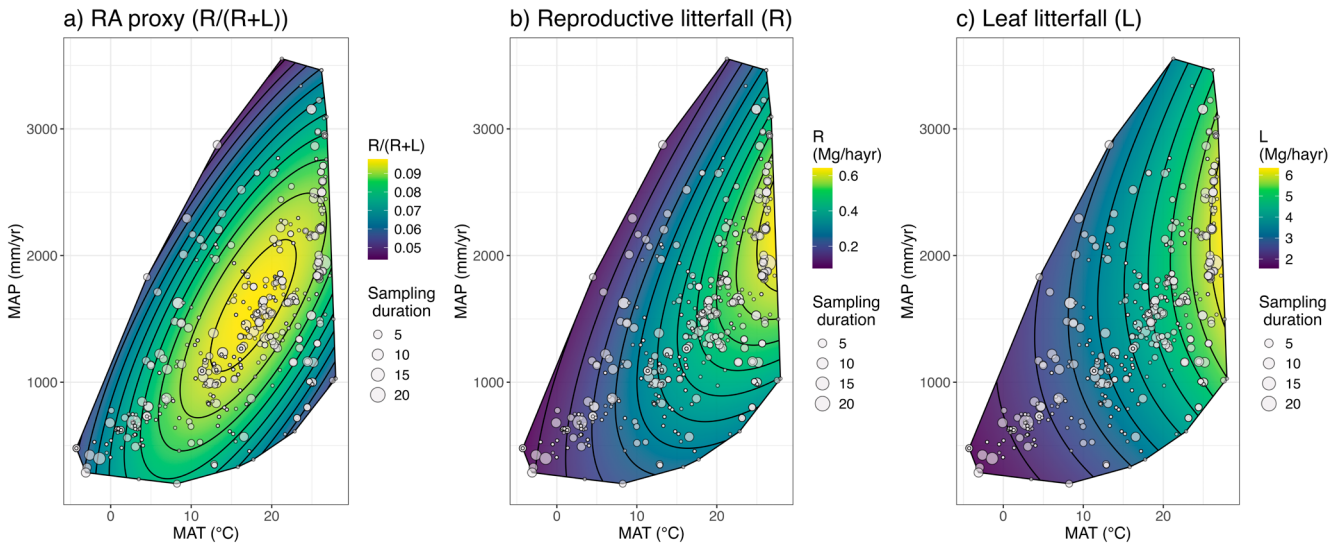 a) RA proxy (R/(R+L))
MAP (mm/yr)
3000
2000
1000
0
10
20
MAT (°C)
R/(R+L)
0.09
0.08
0.07
0.06
0.05
Sampling
duration
5
10
15
20
b) Reproductive litterfall (R)
MAP (mm/yr)
3000
2000
1000
0
10
20
MAT (°C)
R
(Mg/hayr)
0.6
0.4
0.2
Sampling
duration
5
10
15
20
c) Leaf litterfall (L)
MAP (mm/yr)
3000
2000
1000
0
10
20
MAT (°C)
L
(Mg/hayr)
6
5
4
3
2
Sampling
duration
5
10
15
20